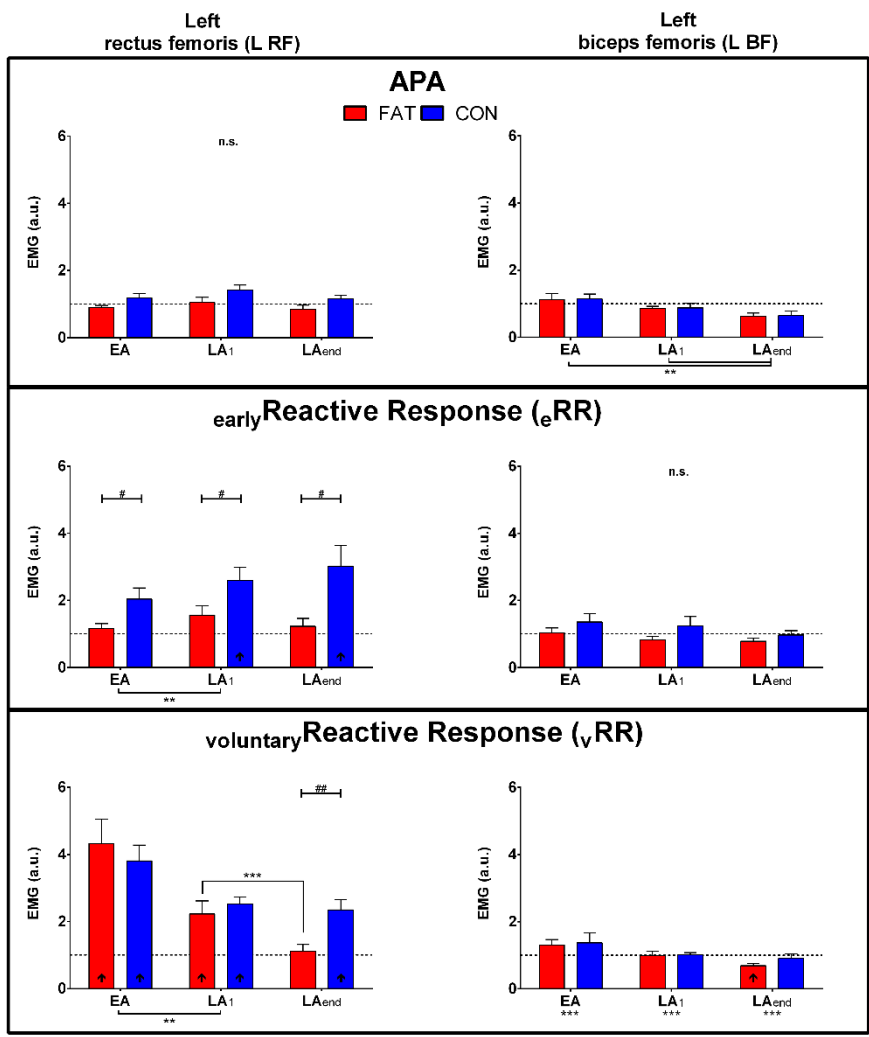 Left
rectus femoris (L RF)
Left
biceps femoris (L BF)
APA
FAT CON
6
4
2
0
EMG (a.u.)
n.s.
EA LA1 LAend
6
4
2
0
EMG (a.u.)
EA LA1 LAend
**
earlyReactive Response (eRR)
6
4
2
0
EMG (a.u.)
# # #
EA LA1 LAend
**
6
4
2
0
EMG (a.u.)
n.s.
EA LA1 LAend
voluntaryReactive Response (vRR)
6
4
2
0
EMG (a.u.)
##
***
EA LA1 LAend
**
6
4
2
0
EMG (a.u.)
EA LA1 LAend
*** *** ***